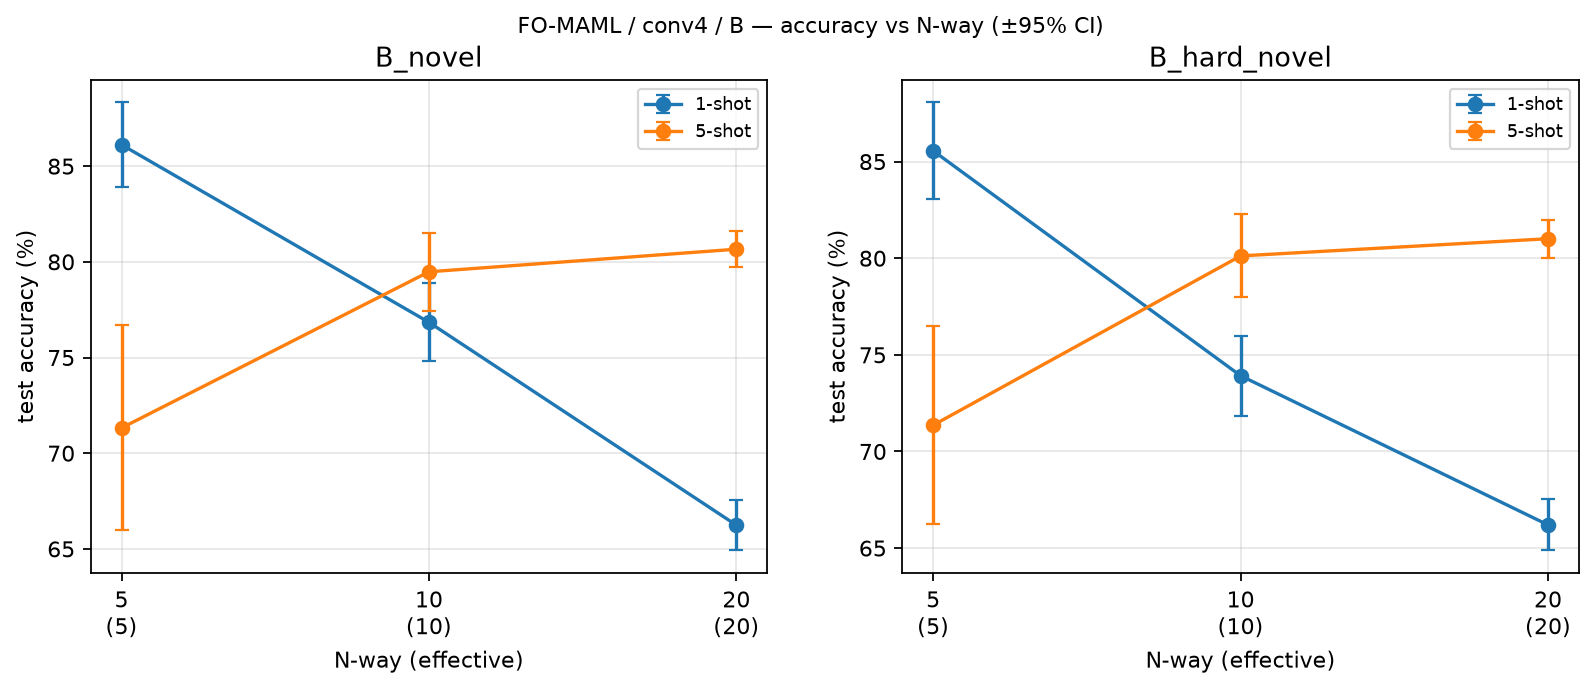 FO-MAML / conv4 / B — accuracy vs N-way (±95% CI)
B_novel
1-shot
5-shot
85
80
75
70
65
test accuracy (%)
5
(5)
10
(10)
20
(20)
N-way (effective)
B_hard_novel
1-shot
5-shot
85
80
75
70
65
test accuracy (%)
5
(5)
10
(10)
20
(20)
N-way (effective)